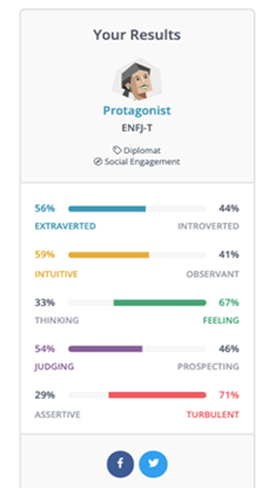 Your Results
Protagonist
ENFJ-T
Diplomat
Social Engagement
56% 44%
EXTRAVERTED INTROVERTED
59% 41%
INTUITIVE OBSERVANT
33% 67%
THINKING FEELING
54% 46%
JUDGING PROSPECTING
29% 71%
ASSERTIVE TURBULENT
f